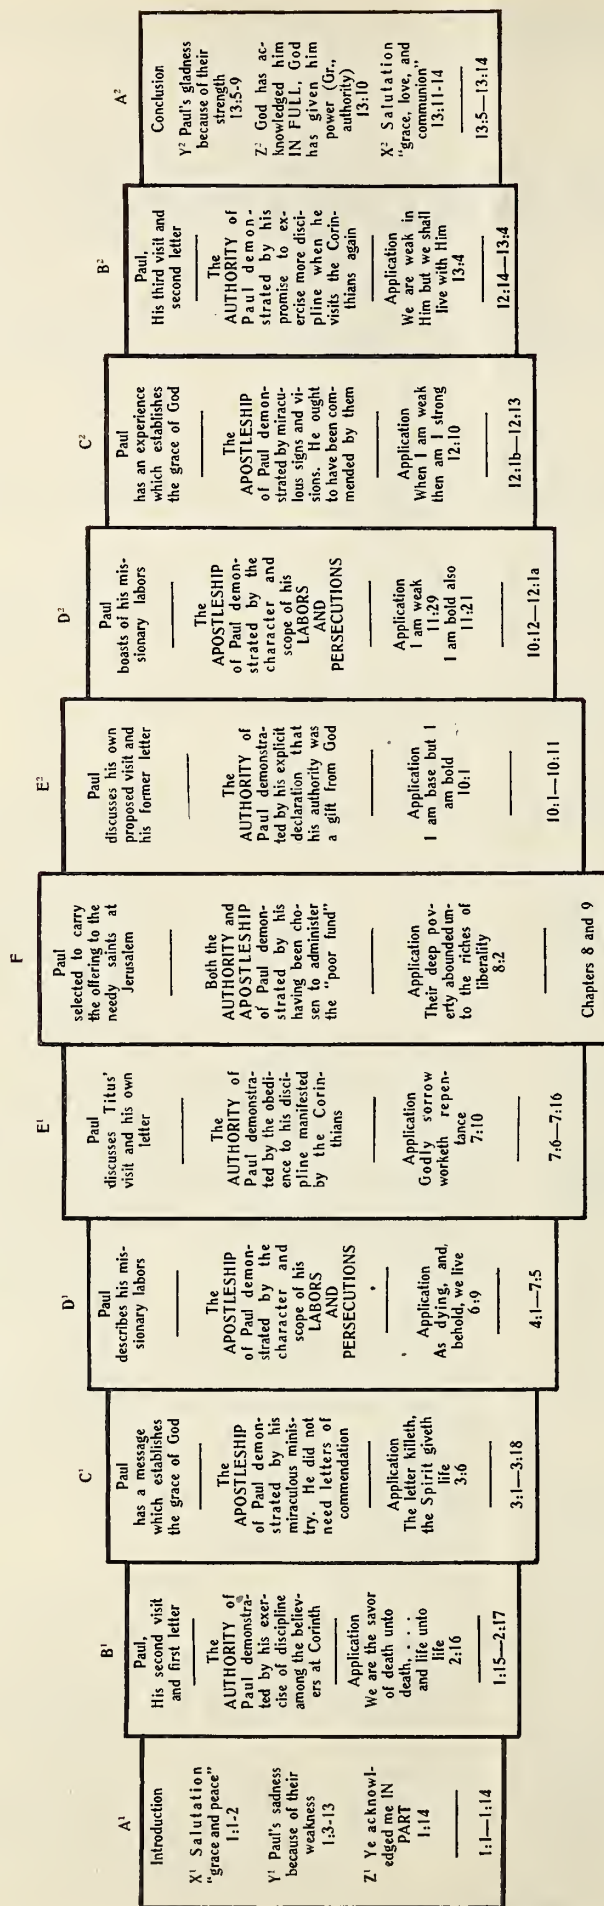 A¹
Introduction
X¹ Salutation
"grace and peace"
1:1-2
Y¹ Paul's sadness
because of their
weakness
1:3-13
Z¹ Ye acknowl-
edged me IN
PART
1:14
1:1—1:14
B¹
Paul,
His second visit
and first letter
The
AUTHORITY of
Paul demonstra-
ted by his exer-
cise of discipline
among the believ-
ers at Corinth
Application
We are the savor
of death unto
death, . . . .
and life unto
life
2:16
1:15—2:17
C¹
Paul
has a message
which establishes
the grace of God
The
APOSTLESHIP
of Paul demon-
strated by his
miraculous minis-
try. He did not
need letters of
commendation
Application
The letter killeth,
the Spirit giveth
life
3:6
3:1—3:18
D¹
Paul
describes his mis-
sionary labors
The
APOSTLESHIP
of Paul demon-
strated by the
character and
scope of his
LABORS
AND
PERSECUTIONS
Application
As dying, and,
behold, we live
6:9
4:1—7:5
E¹
Paul
discusses Titus'
visit and his own
letter
The
AUTHORITY of
Paul demonstra-
ted by the obedi-
ence to his disci-
pline manifested
by the Corin-
thians
Application
Godly sorrow
worketh repen-
tance
7:10
7:6—7:16
F
Paul
selected to carry
the offering to the
needy saints at
Jerusalem
Both the
AUTHORITY and
APOSTLESHIP
of Paul demon-
strated by his
having been cho-
sen to administer
the "poor fund"
Application
Their deep pov-
erty abounded un-
to the riches of
liberality
8:2
Chapters 8 and 9
E²
Paul
discusses his own
proposed visit and
his former letter
The
AUTHORITY of
Paul demonstra-
ted by his explicit
declaration that
his authority was
a gift from God
Application
I am base but I
am bold
10:1
10:1—10:11
D²
Paul
boasts of his mis-
sionary labors
The
APOSTLESHIP
of Paul demon-
strated by the
character and
scope of his
LABORS
AND
PERSECUTIONS
Application
I am weak
11:29
I am bold also
11:21
10:12—12:1a
C²
Paul
has an experience
which establishes
the grace of God
The
APOSTLESHIP
of Paul demon-
strated by miracu-
lous signs and vi-
sions. He ought
to have been com-
mended by them
Application
When I am weak
then am I strong
12:10
12:1b—12:13
B²
Paul,
His third visit and
second letter
The
AUTHORITY of
Paul demon-
strated by his
promise to ex-
ercise more disci-
pline when he
visits the Corin-
thians again
Application
We are weak in
Him but we shall
live with Him
13:4
12:14—13:4
A²
Conclusion
Y² Paul's gladness
because of their
strength
13:5-9
Z² God has ac-
knowledged him
IN FULL, God
has given him
power (Gr.,
authority)
13:10
X² Salutation
"grace, love, and
communion"
13:11-14
13:5—13:14